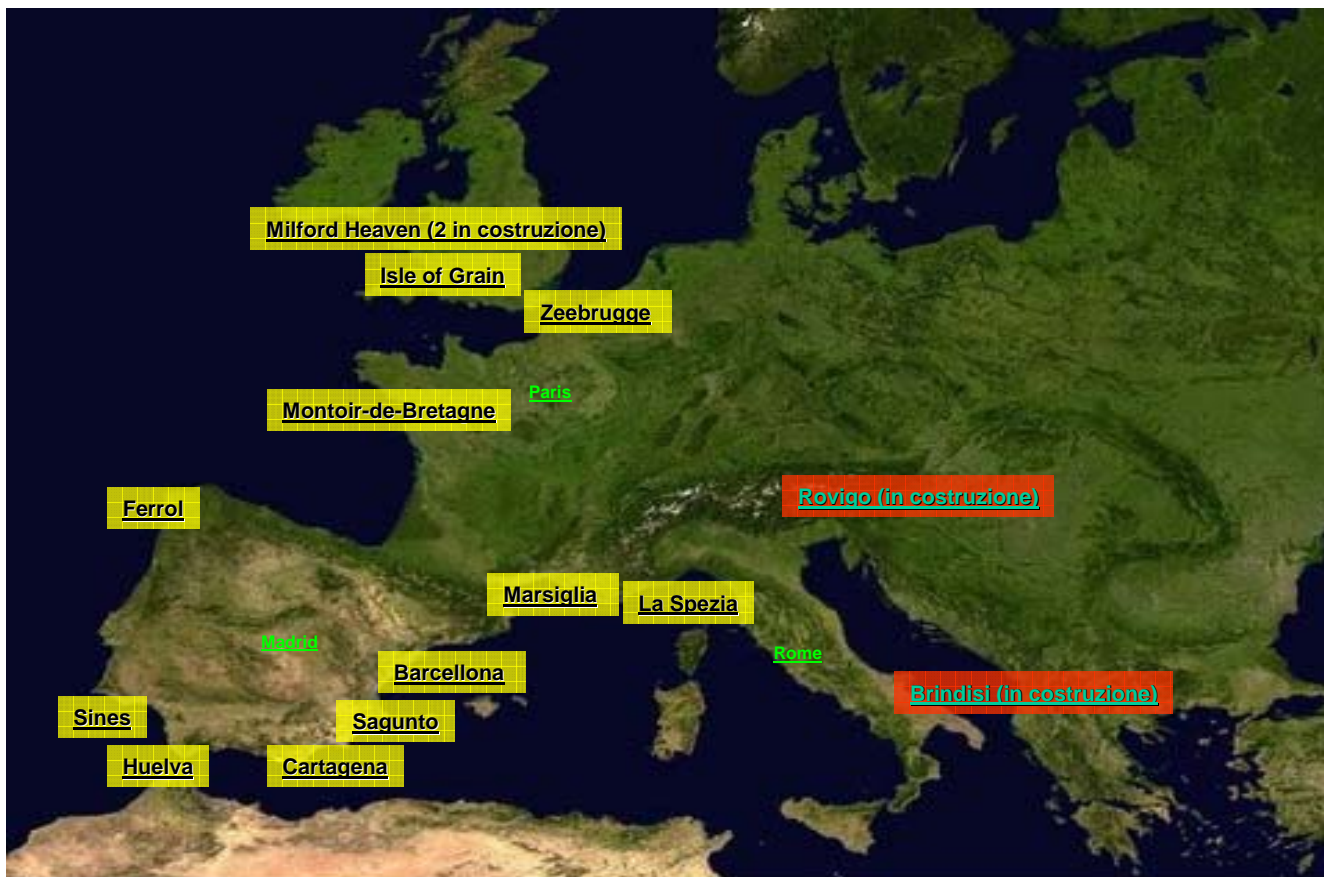 Milford Heaven (2 in costruzione)
Isle of Grain
Zeebrugge
Paris
Montoir-de-Bretagne
Rovigo (in costruzione)
Ferrol
Marsiglia
La Spezia
Madrid
Rome
Barcellona
Brindisi (in costruzione)
Sines
Sagunto
Huelva
Cartagena